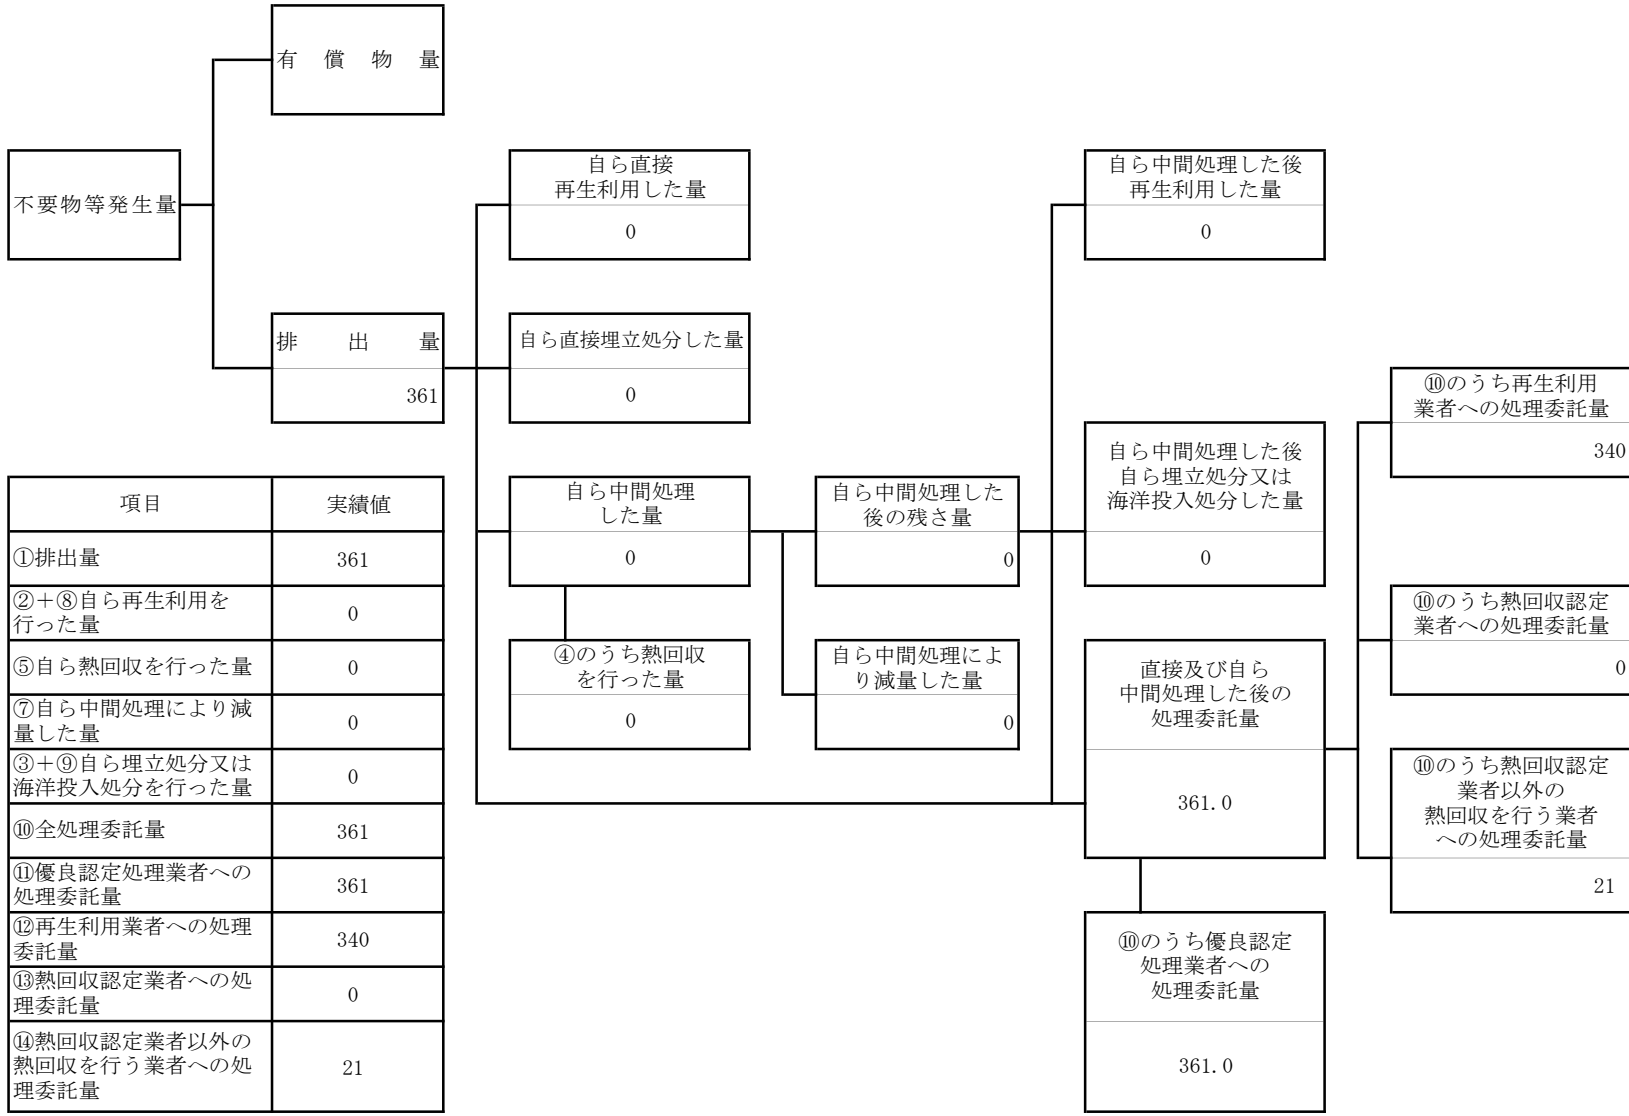 有償物量
不要物等発生量
排出量
361
自ら直接
再生利用した量
0
自ら直接埋立処分した量
0
自ら中間処理
した量
0
④のうち熱回収
を行った量
0
自ら中間処理した
後の残さ量
0
自ら中間処理によ
り減量した量
0
自ら中間処理した後
再生利用した量
0
自ら中間処理した後
自ら埋立処分又は
海洋投入処分した量
0
直接及び自ら
中間処理した後の
処理委託量
361.0
⑩のうち優良認定
処理業者への
処理委託量
361.0
⑩のうち再生利用
業者への処理委託量
340
⑩のうち熱回収認定
業者への処理委託量
0
⑩のうち熱回収認定
業者以外の
熱回収を行う業者
への処理委託量
21
項目 実績値
①排出量 361
②+⑧自ら再生利用を
行った量 0
⑤自ら熱回収を行った量 0
⑦自ら中間処理により減
量した量 0
③+⑨自ら埋立処分又は
海洋投入処分を行った量 0
⑩全処理委託量 361
⑪優良認定処理業者への
処理委託量 361
⑫再生利用業者への処理
委託量 340
⑬熱回収認定業者への処
理委託量 0
⑭熱回収認定業者以外の
熱回収を行う業者への処
理委託量 21